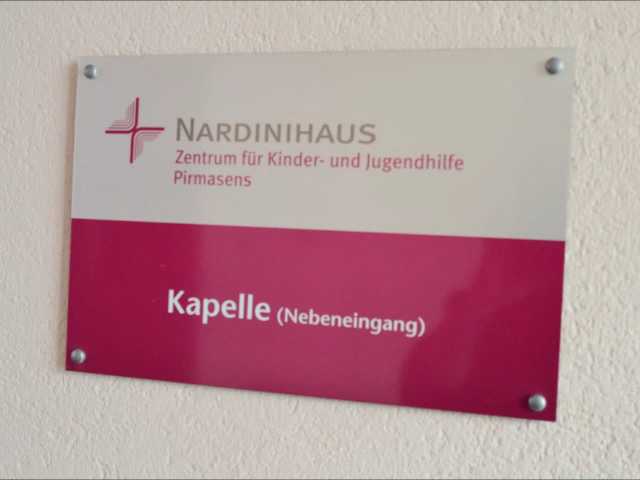 NARDINIHAUS
Zentrum für Kinder- und Jugendhilfe
Pirmasens
Kapelle (Nebeneingang)